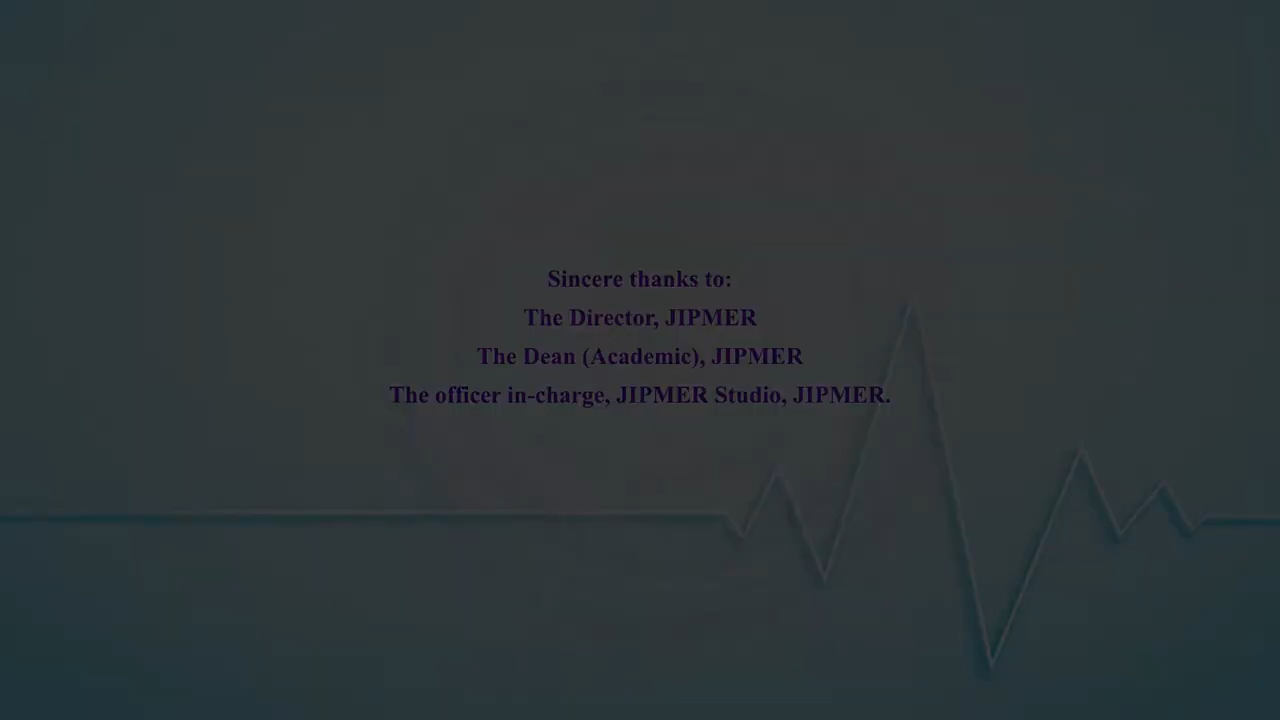 Sincere thanks to:
The Director, JIPMER
The Dean (Academic), JIPMER
The officer in-charge, JIPMER Studio, JIPMER.